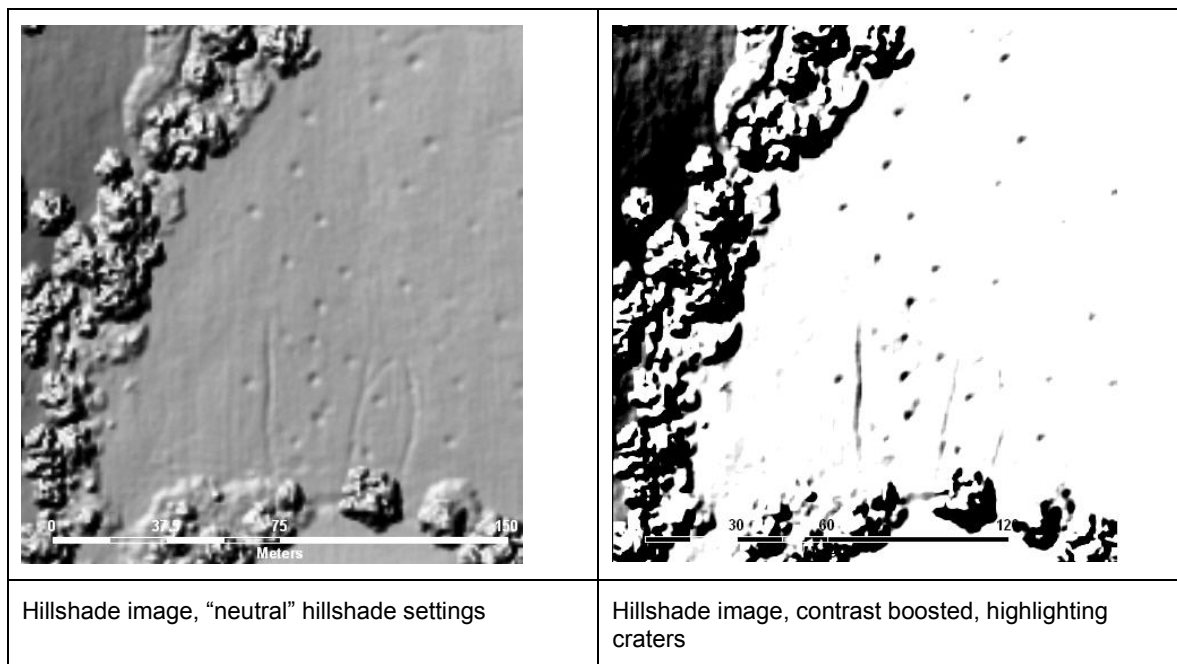 0 37.5 75 150
Meters
30 60 120
Hillshade image, “neutral” hillshade settings
Hillshade image, contrast boosted, highlighting
craters